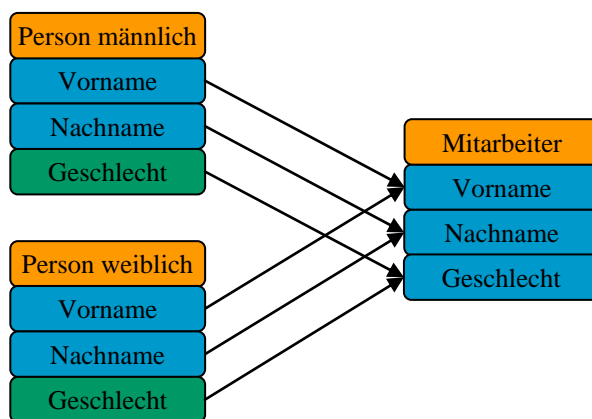 Person männlich
Vorname
Nachname
Geschlecht
Person weiblich
Vorname
Nachname
Geschlecht
Mitarbeiter
Vorname
Nachname
Geschlecht